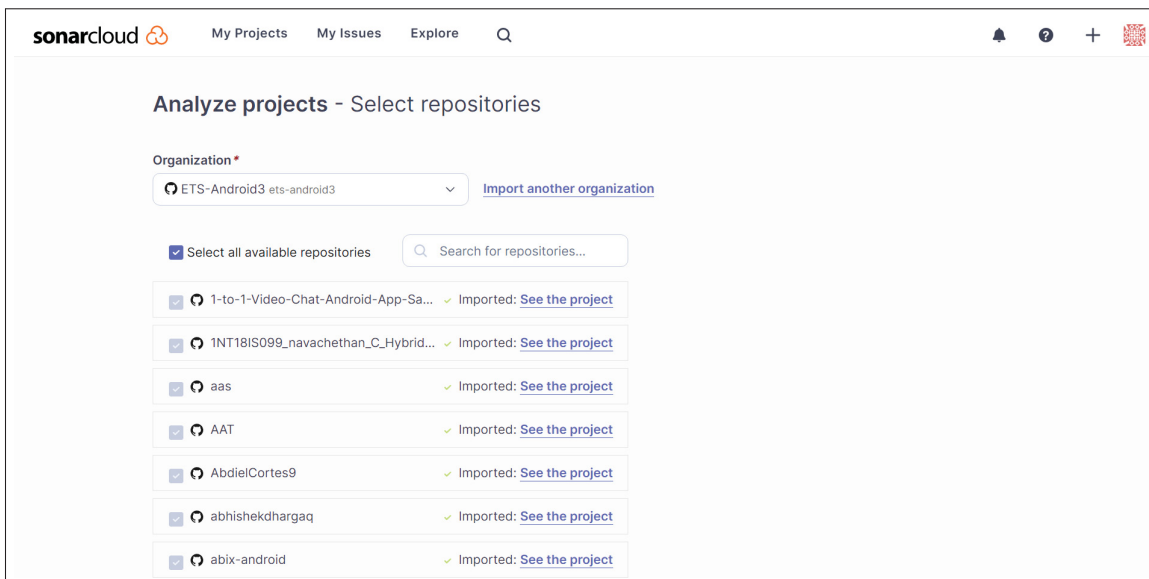 sonarcloud My Projects My Issues Explore
Analyze projects - Select repositories
Organization*
ETS-Android3 ets-android3 Import another organization
Select all available repositories Search for repositories...
1-to-1-Video-Chat-Android-App-Sa... Imported: See the project
1NT18IS099_navachethan_C_Hybrid... Imported: See the project
aas Imported: See the project
AAT Imported: See the project
AbdielCortes9 Imported: See the project
abhishekdhargaq Imported: See the project
abix-android Imported: See the project